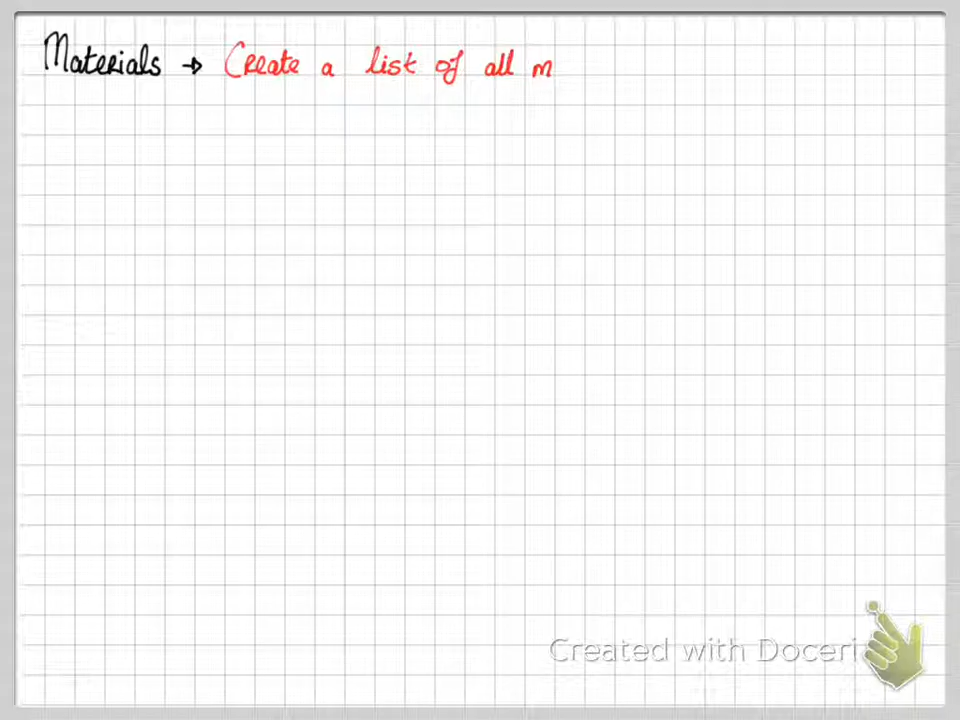 Materials → Create a list of all m
Created with Doceri